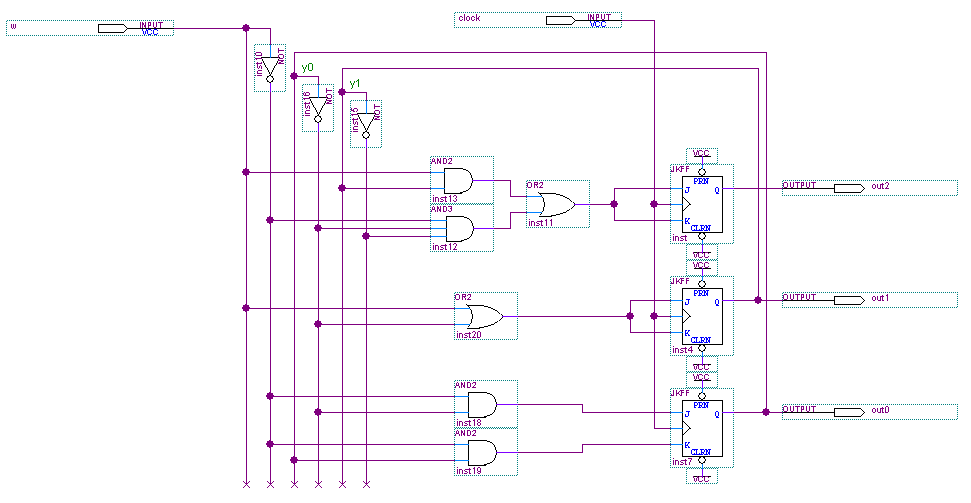 w
INPUT
VCC
clock
INPUT
VCC
inst10
NOT
y0
inst16
NOT
y1
inst15
NOT
AND2
inst13
AND3
inst12
OR2
inst11
VCC
JKFF
PRN
J
Q
K
CLRN
inst
VCC
OUTPUT
out2
VCC
JKFF
PRN
J
Q
K
CLRN
inst4
VCC
OUTPUT
out1
OR2
inst20
VCC
JKFF
PRN
J
Q
K
CLRN
inst7
VCC
OUTPUT
out0
AND2
inst18
AND2
inst19